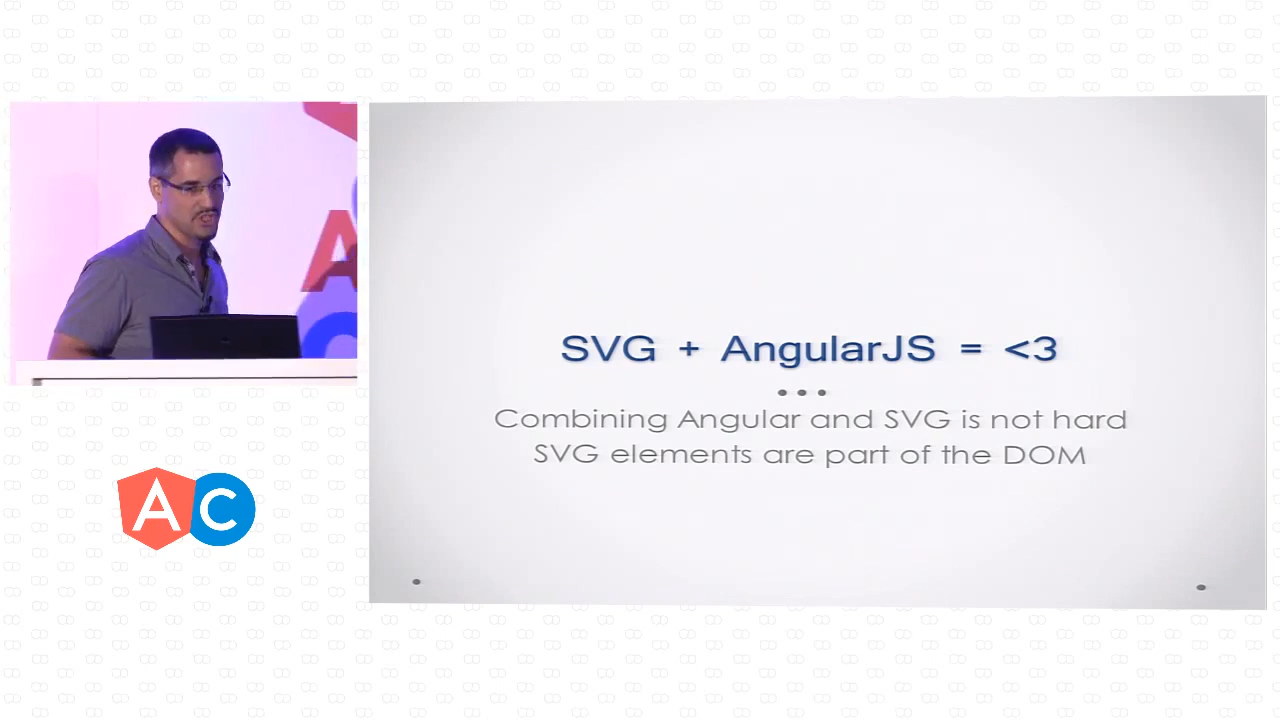 A
SVG + AngularJS = <3
Combining Angular and SVG is not hard
SVG elements are part of the DOM
AC